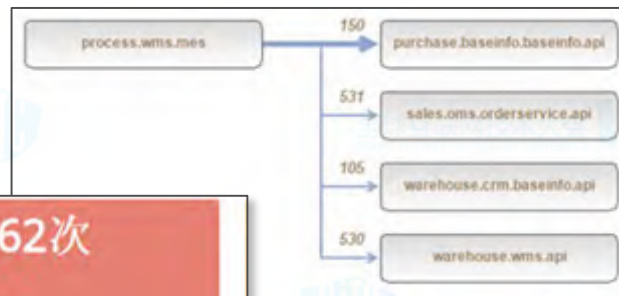 process.wms.mes
150
purchase.baseinfo.baseinfo.api
531
sales.oms.orderservice.api
105
warehouse.crm.baseinfo.api
530
warehouse.wms.api
62次